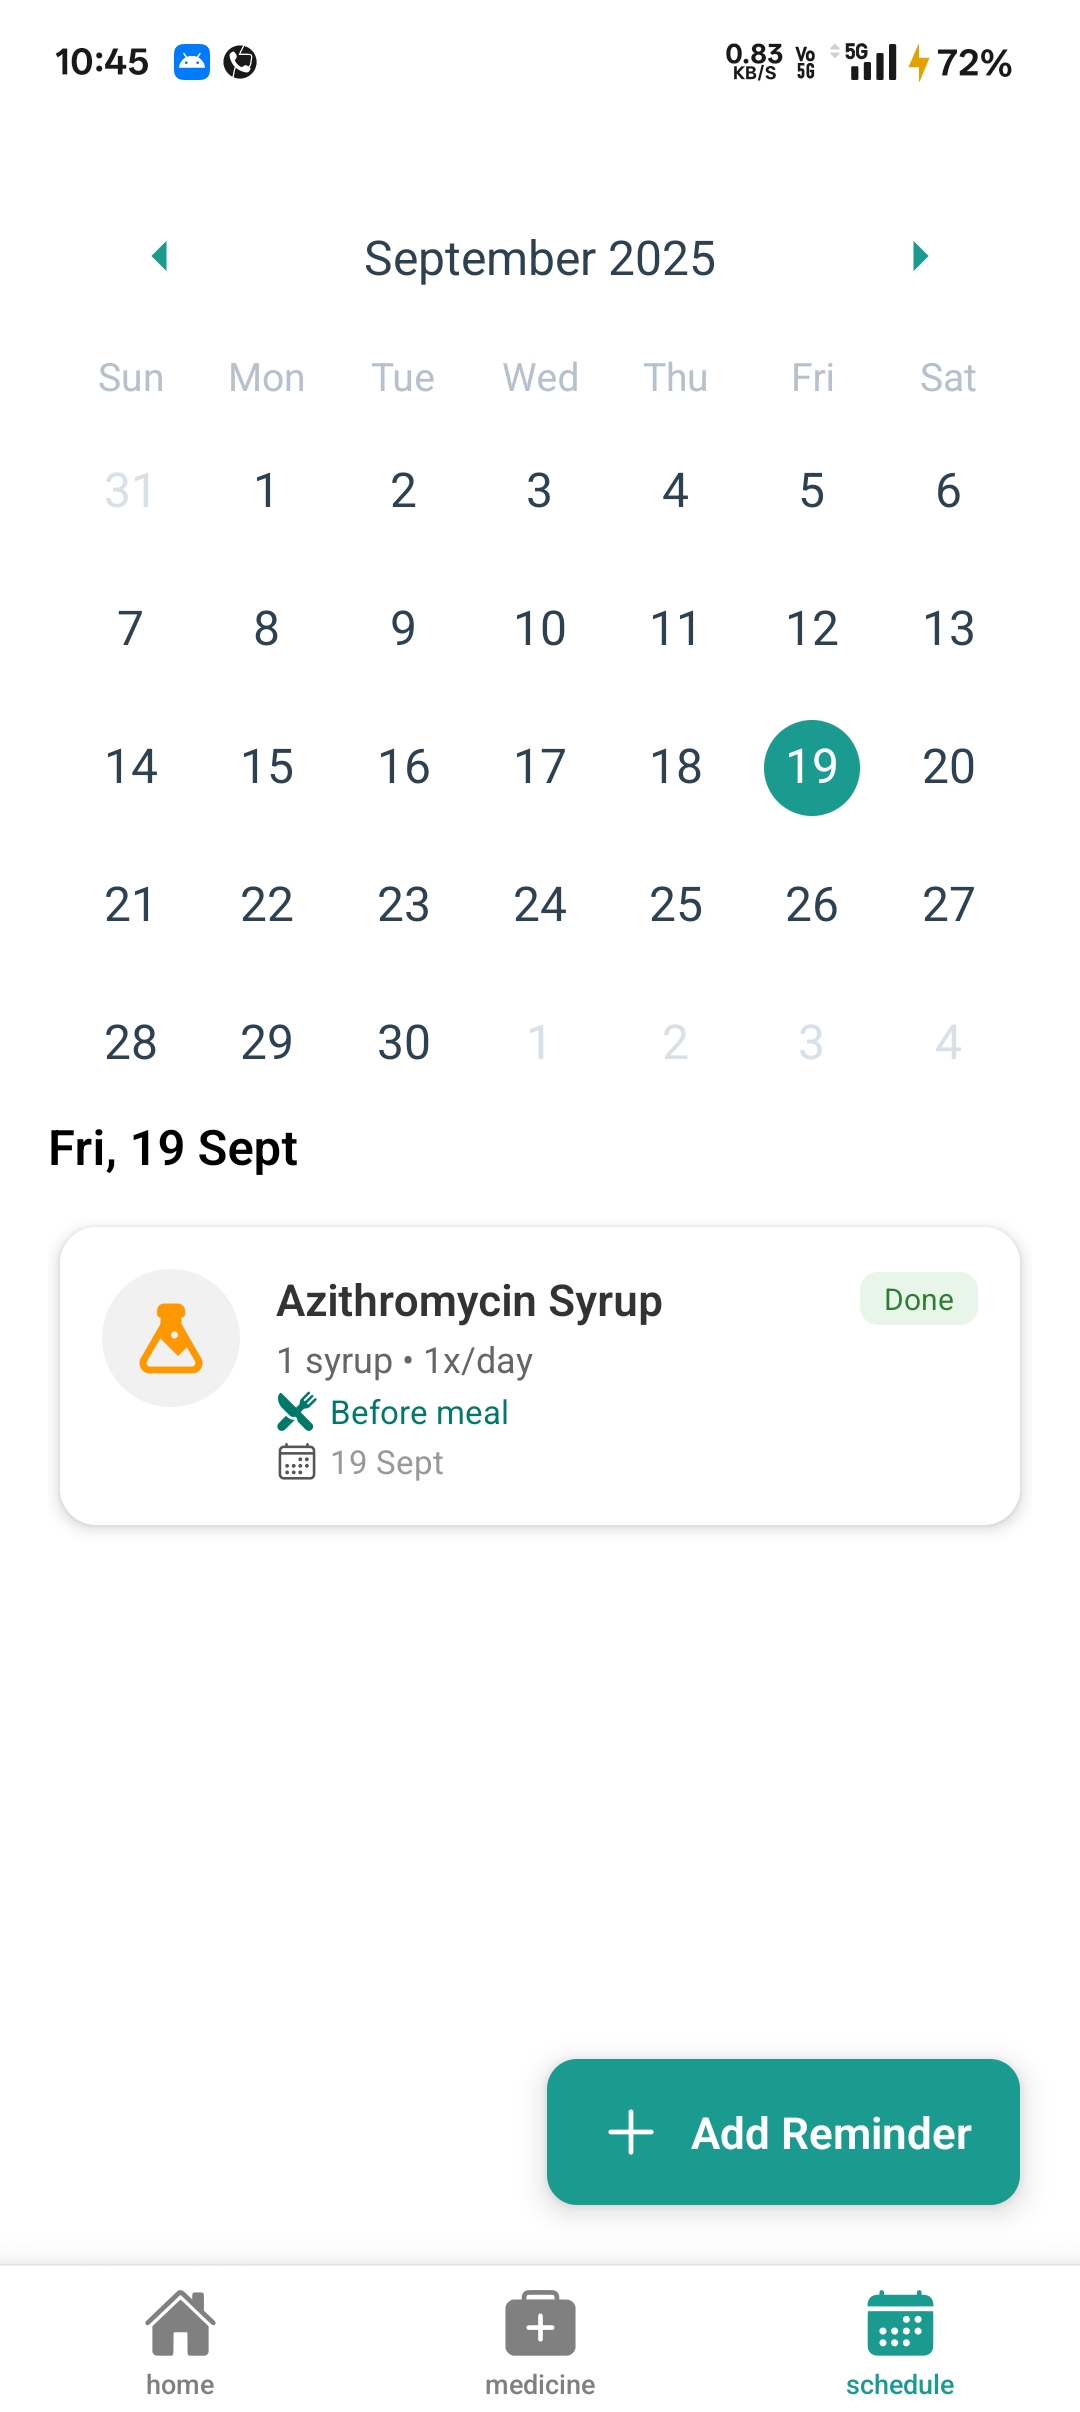 10:45 0.83 KB/S Vo 5G 5G 72%
September 2025
Sun Mon Tue Wed Thu Fri Sat
31 1 2 3 4 5 6
7 8 9 10 11 12 13
14 15 16 17 18 19 20
21 22 23 24 25 26 27
28 29 30 1 2 3 4
Fri, 19 Sept
Azithromycin Syrup Done
1 syrup • 1x/day
Before meal
19 Sept
Add Reminder
home medicine schedule